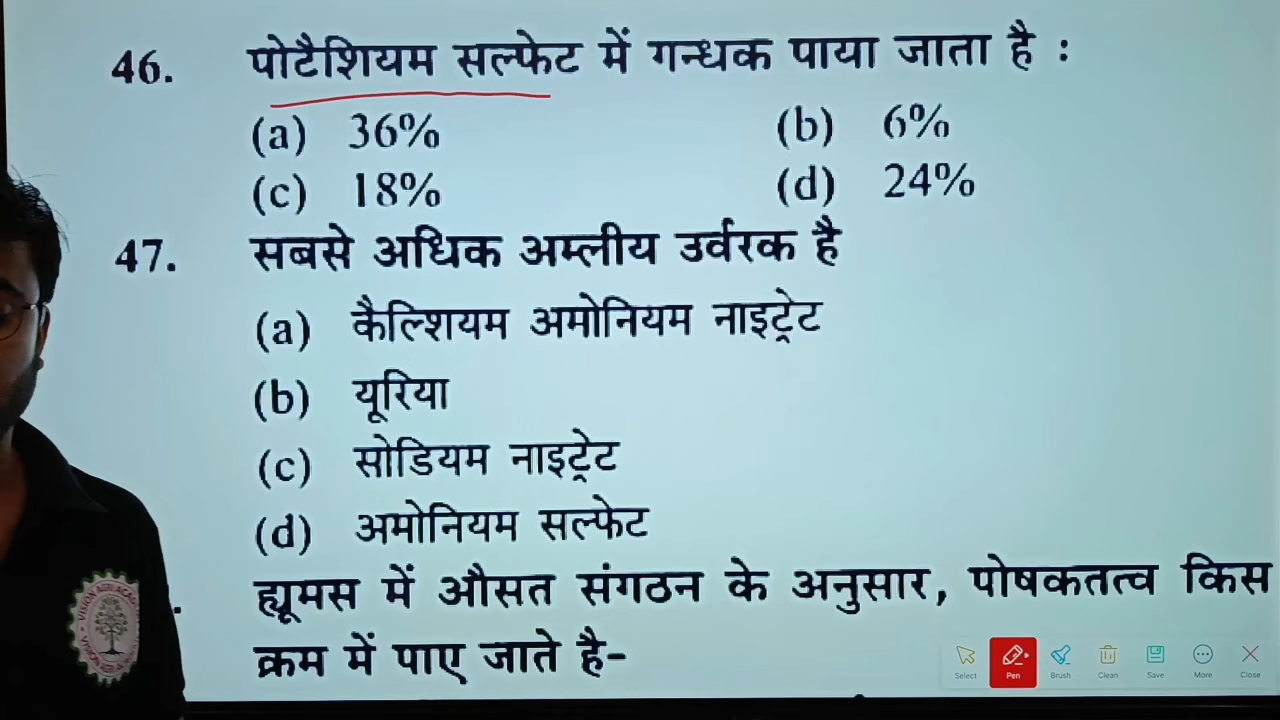 46. पोटैशियम सल्फेट में गन्धक पाया जाता है :
(a) 36% (b) 6%
(c) 18% (d) 24%
47. सबसे अधिक अम्लीय उर्वरक है
(a) कैल्शियम अमोनियम नाइट्रेट
(b) यूरिया
(c) सोडियम नाइट्रेट
(d) अमोनियम सल्फेट
ह्यूमस में औसत संगठन के अनुसार, पोषकतत्व किस
क्रम में पाए जाते है-
Select Pen Brush Clean Save More Close